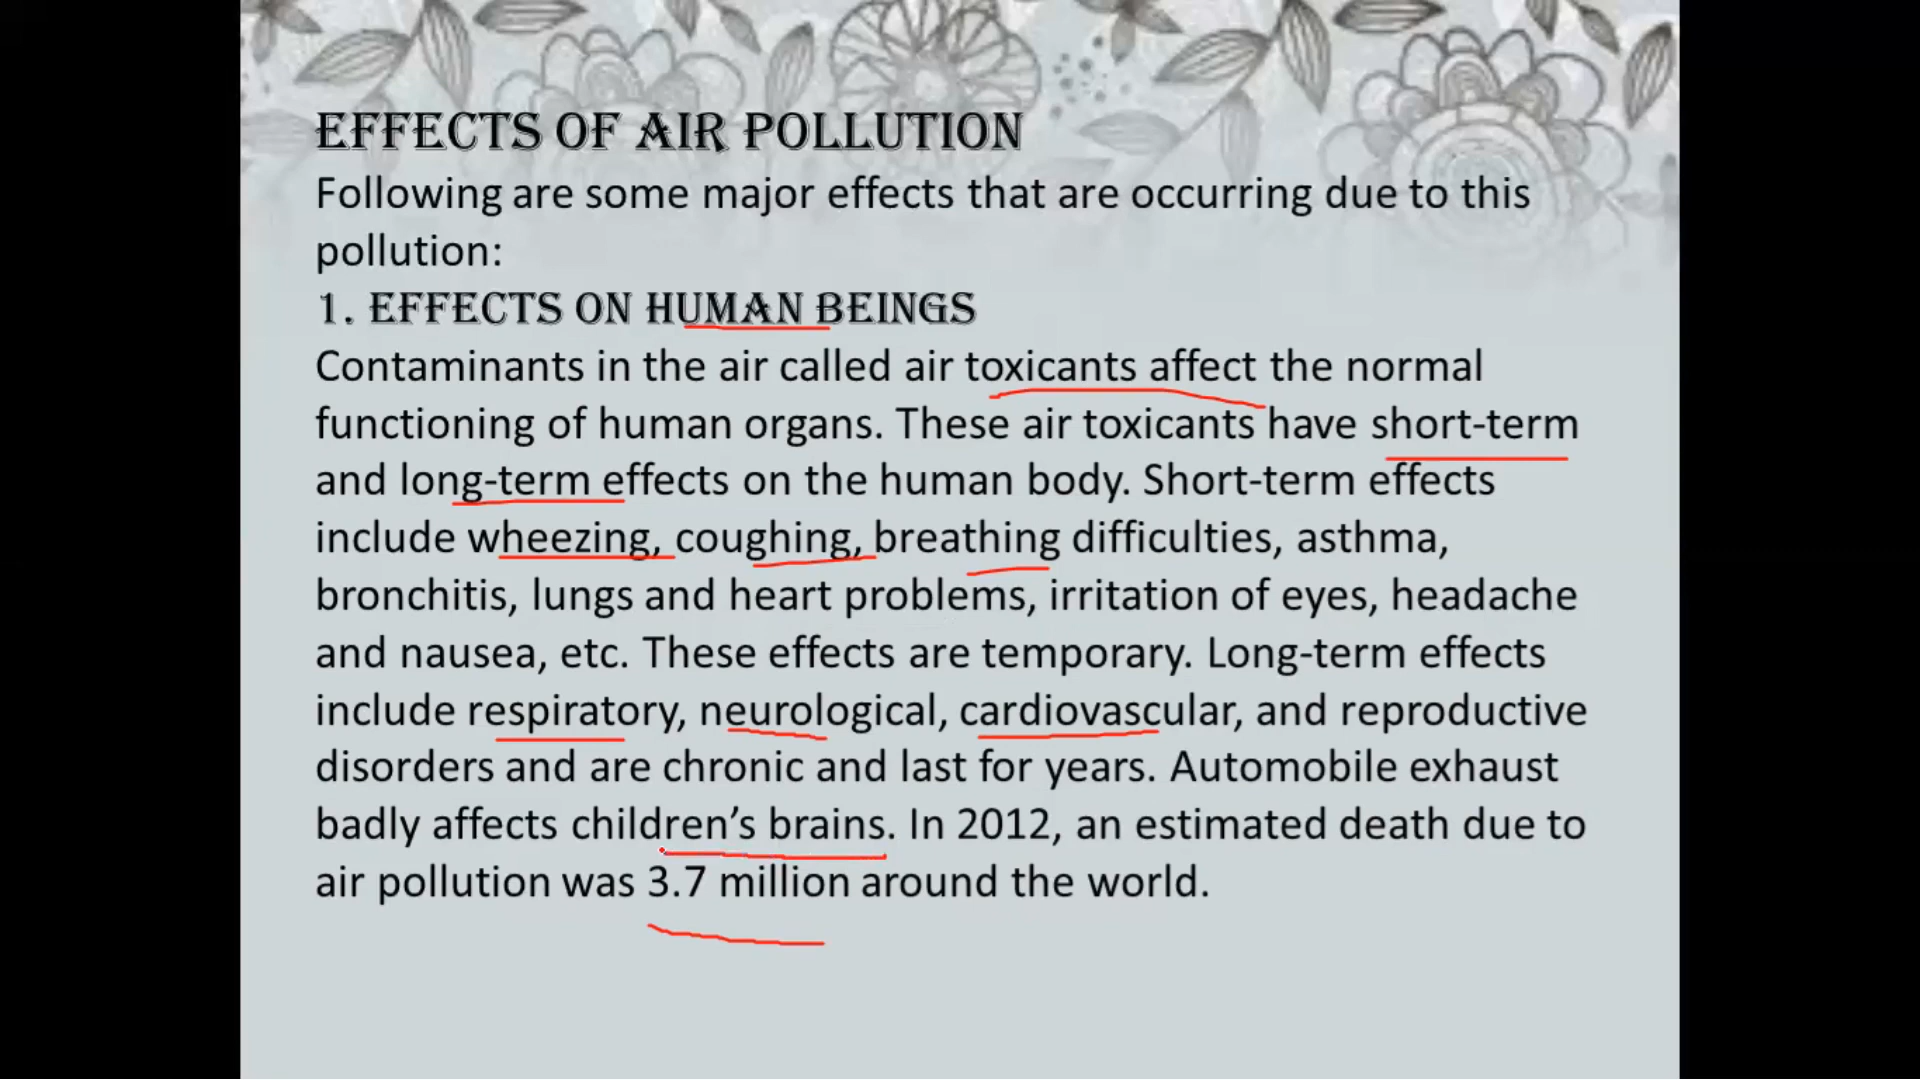 EFFECTS OF AIR POLLUTION
Following are some major effects that are occurring due to this
pollution:
1. EFFECTS ON HUMAN BEINGS
Contaminants in the air called air toxicants affect the normal
functioning of human organs. These air toxicants have short-term
and long-term effects on the human body. Short-term effects
include wheezing, coughing, breathing difficulties, asthma,
bronchitis, lungs and heart problems, irritation of eyes, headache
and nausea, etc. These effects are temporary. Long-term effects
include respiratory, neurological, cardiovascular, and reproductive
disorders and are chronic and last for years. Automobile exhaust
badly affects children’s brains. In 2012, an estimated death due to
air pollution was 3.7 million around the world.